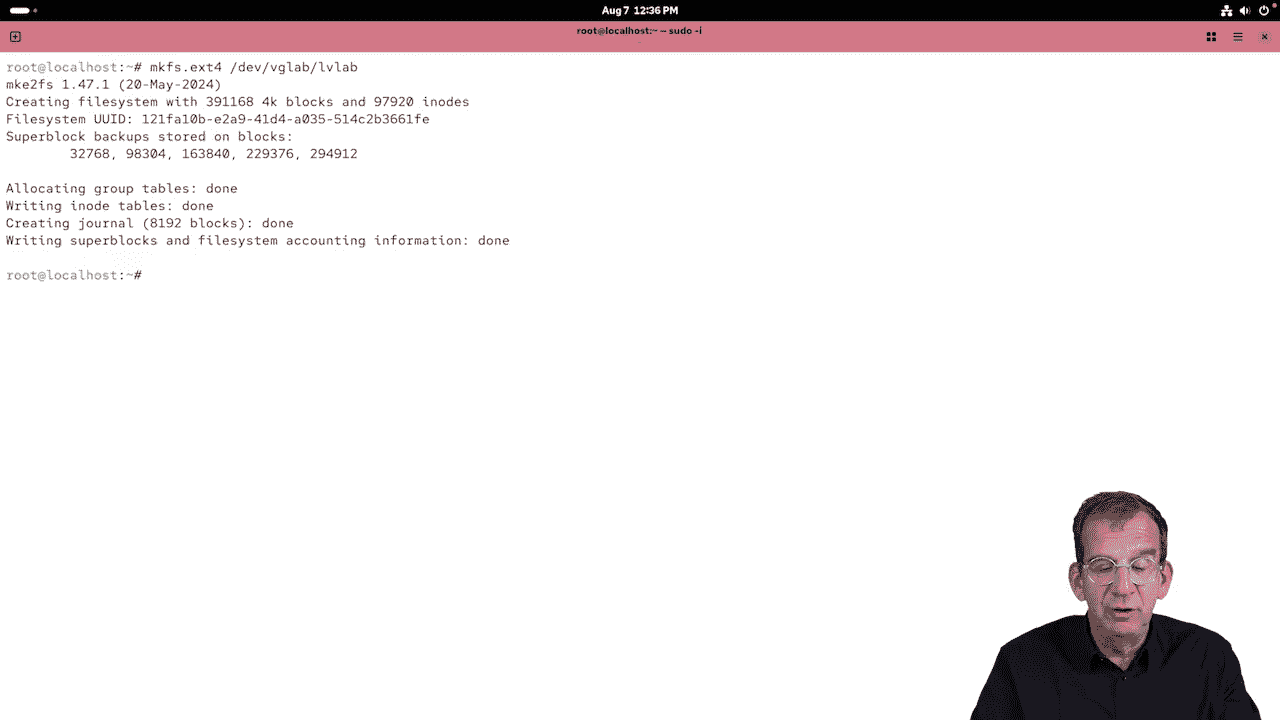 Aug 7 12:36 PM
root@localhost:~ – sudo -i
root@localhost:~# mkfs.ext4 /dev/vglab/lvlab
mke2fs 1.47.1 (20-May-2024)
Creating filesystem with 391168 4k blocks and 97920 inodes
Filesystem UUID: 121fa10b-e2a9-41d4-a035-514c2b3661fe
Superblock backups stored on blocks:
32768, 98304, 163840, 229376, 294912
Allocating group tables: done
Writing inode tables: done
Creating journal (8192 blocks): done
Writing superblocks and filesystem accounting information: done
root@localhost:~#